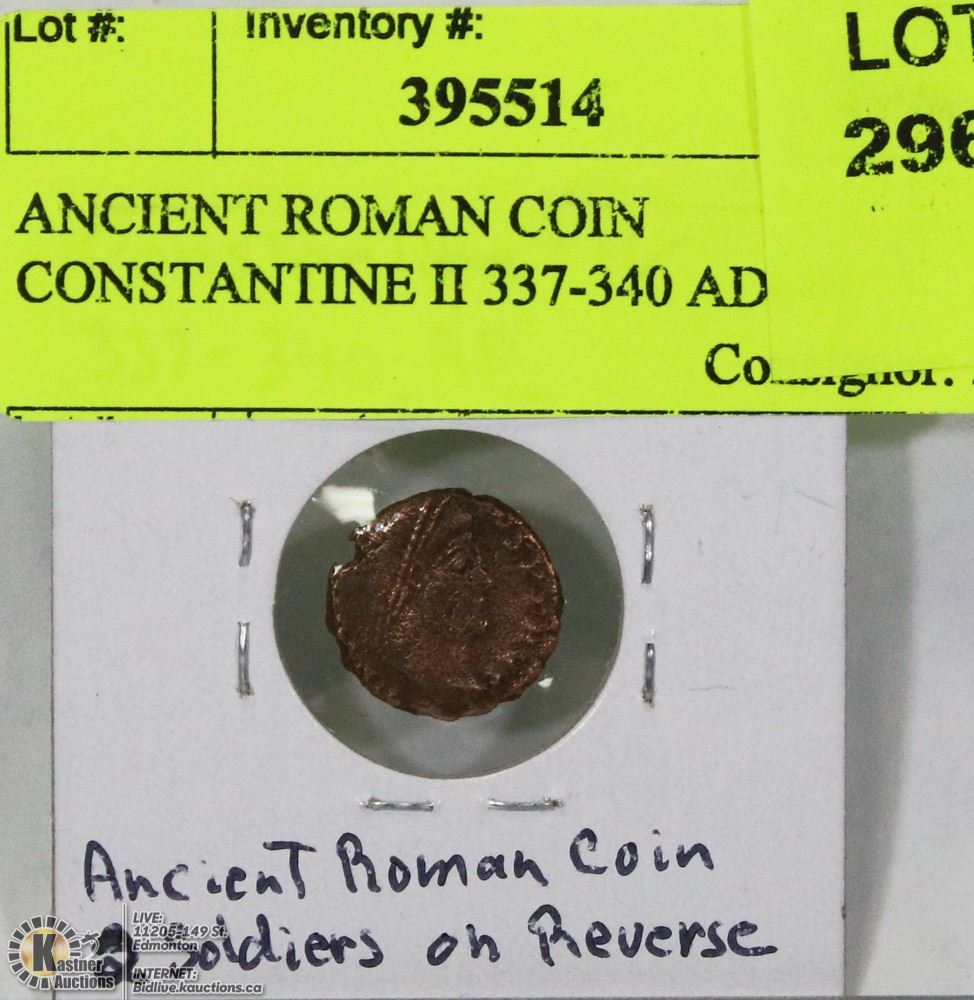 Lot #:
Inventory #:
395514
LOT
296
ANCIENT ROMAN COIN
CONSTANTINE II 337-340 AD
Ancient Roman Coin
Soldiers on Reverse
Kastner
Auctions
LIVE:
11205-149 St.
Edmonton
INTERNET:
Bidlive.kauctions.ca